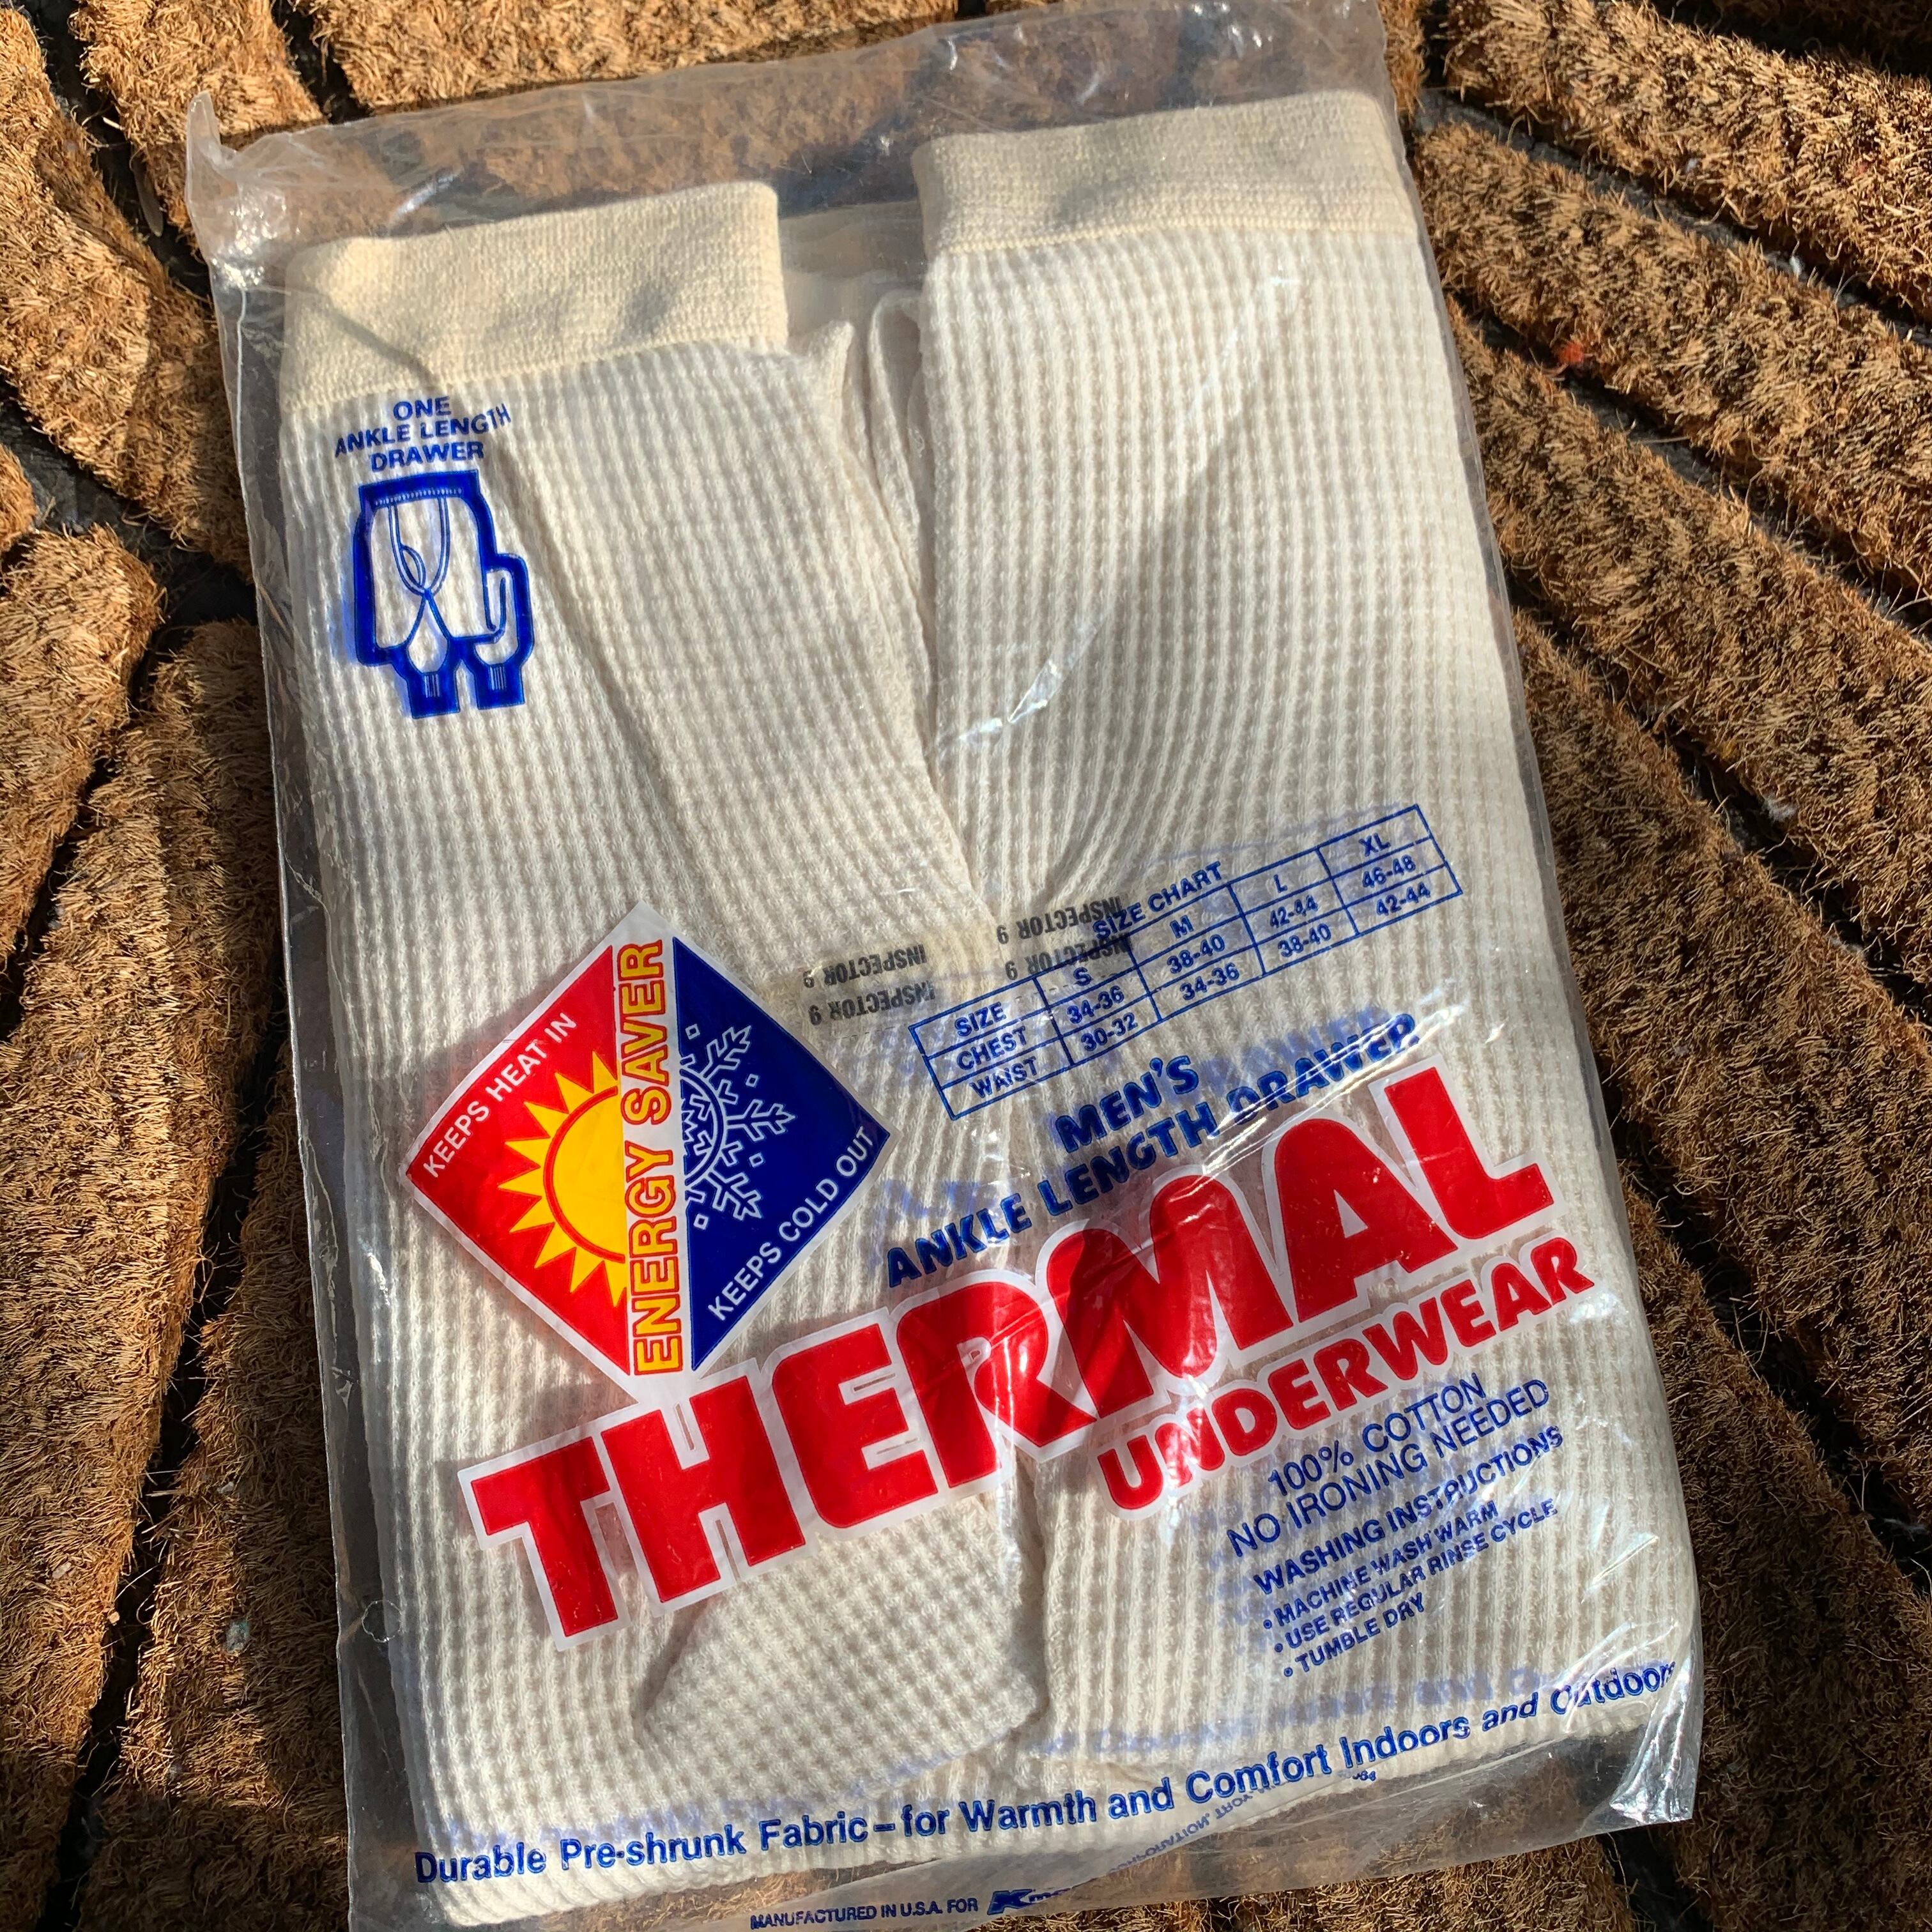 ONE
ANKLE LENGTH
DRAWER
INSPECTOR 9
INSPECTOR 9
INSPECTOR 9
INSPECTOR 9
SIZE CHART
SIZE S M L XL
CHEST 34-36 38-40 42-44 46-48
WAIST 30-32 34-36 38-40 42-44
KEEPS HEAT IN
ENERGY SAVER
KEEPS COLD OUT
MEN'S
ANKLE LENGTH DRAWER
THERMAL
UNDERWEAR
100% COTTON
NO IRONING NEEDED
WASHING INSTRUCTIONS
• MACHINE WASH WARM
• USE REGULAR RINSE CYCLE
• TUMBLE DRY
Durable Pre-shrunk Fabric – for Warmth and Comfort Indoors and Outdoors
MANUFACTURED IN U.S.A. FOR Kmart
CORPORATION, TROY,